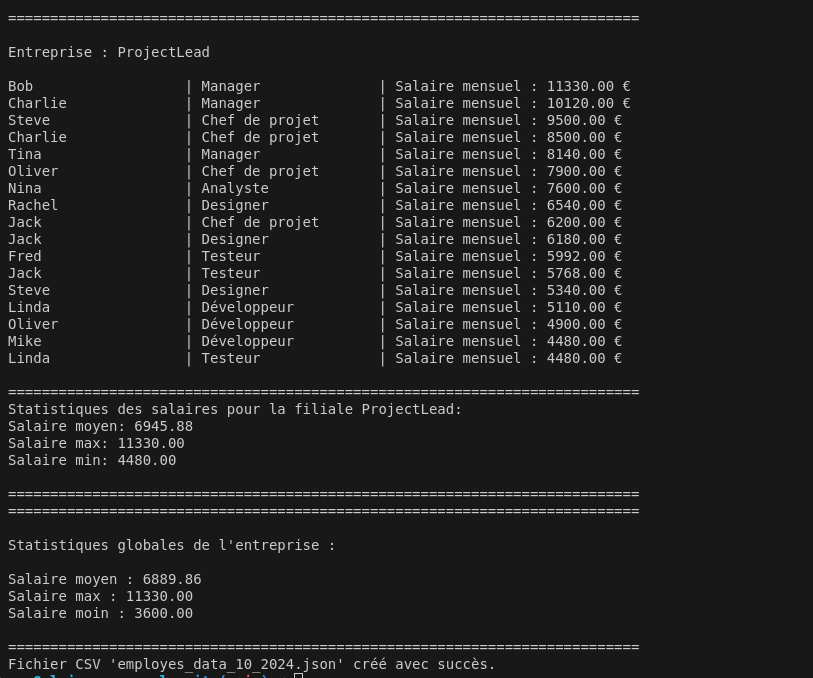 ===========================================================================
Entreprise : ProjectLead
Bob | Manager | Salaire mensuel : 11330.00 €
Charlie | Manager | Salaire mensuel : 10120.00 €
Steve | Chef de projet | Salaire mensuel : 9500.00 €
Charlie | Chef de projet | Salaire mensuel : 8500.00 €
Tina | Manager | Salaire mensuel : 8140.00 €
Oliver | Chef de projet | Salaire mensuel : 7900.00 €
Nina | Analyste | Salaire mensuel : 7600.00 €
Rachel | Designer | Salaire mensuel : 6540.00 €
Jack | Chef de projet | Salaire mensuel : 6200.00 €
Jack | Designer | Salaire mensuel : 6180.00 €
Fred | Testeur | Salaire mensuel : 5992.00 €
Jack | Testeur | Salaire mensuel : 5768.00 €
Steve | Designer | Salaire mensuel : 5340.00 €
Linda | Développeur | Salaire mensuel : 5110.00 €
Oliver | Développeur | Salaire mensuel : 4900.00 €
Mike | Développeur | Salaire mensuel : 4480.00 €
Linda | Testeur | Salaire mensuel : 4480.00 €
===========================================================================
Statistiques des salaires pour la filiale ProjectLead:
Salaire moyen: 6945.88
Salaire max: 11330.00
Salaire min: 4480.00
===========================================================================
===========================================================================
Statistiques globales de l'entreprise :
Salaire moyen : 6889.86
Salaire max : 11330.00
Salaire moin : 3600.00
===========================================================================
Fichier CSV 'employes_data_10_2024.json' créé avec succès.